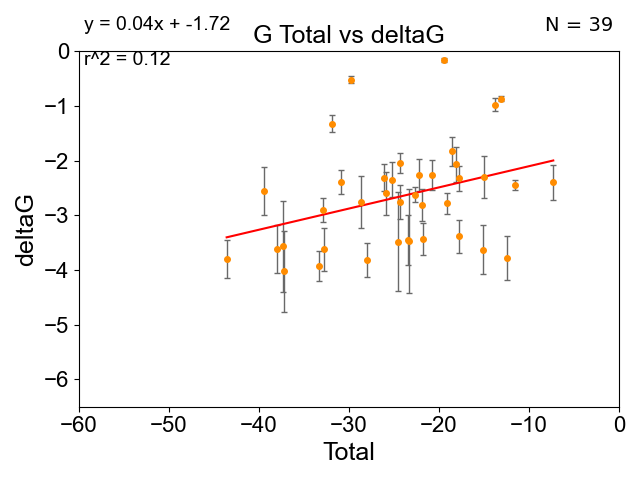 y = 0.04x + -1.72
N = 39
G Total vs deltaG
r^2 = 0.12
0
−1
−2
−3
−4
−5
−6
deltaG
−60 −50 −40 −30 −20 −10 0
Total